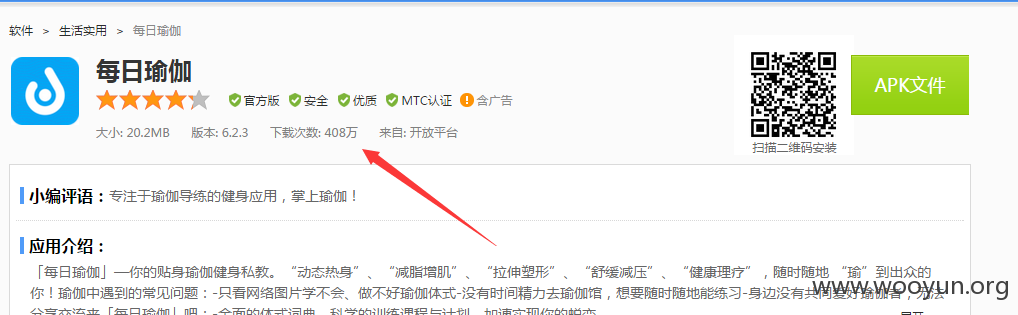 软件 > 生活实用 > 每日瑜伽
每日瑜伽
官方版 安全 优质 MTC认证 含广告
大小: 20.2MB 版本: 6.2.3 下载次数: 408万 来自: 开放平台
APK文件
扫描二维码安装
小编评语：专注于瑜伽导练的健身应用，掌上瑜伽！
应用介绍：
「每日瑜伽」—你的贴身瑜伽健身私教。“动态热身”、“减脂增肌”、“拉伸塑形”、“舒缓减压”、“健康理疗”，随时随地 “瑜”到出众的
你！瑜伽中遇到的常见问题：-只看网络图片学不会、做不好瑜伽体式-没有时间精力去瑜伽馆，想要随时随地能练习-身边没有共同爱好瑜伽者，无法
分享交流来「每日瑜伽」吧：-全面的体式词典、科学的训练课程与计划，加速实现你的蜕变
展开
www.wooyun.org